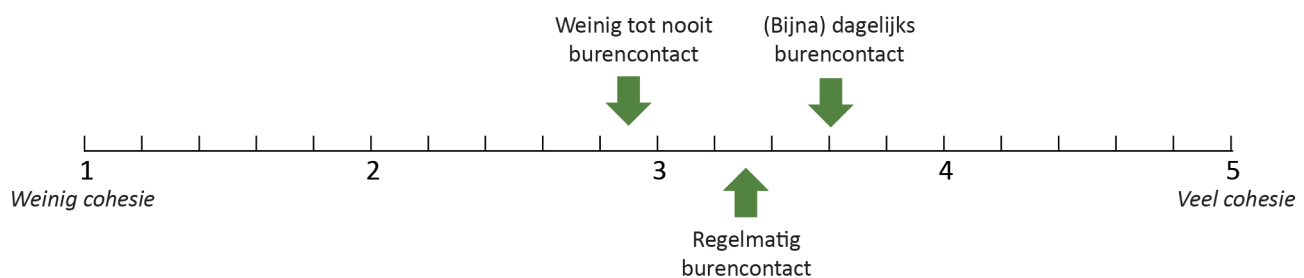 Weinig tot nooit
burencontact
(Bijna) dagelijks
burencontact
1
2
3
4
5
Weinig cohesie
Veel cohesie
Regelmatig
burencontact